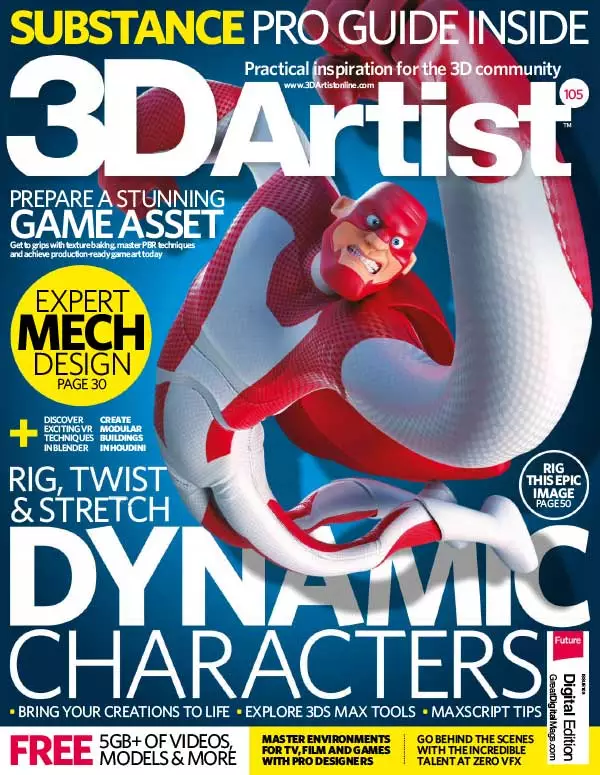 SUBSTANCE PRO GUIDE INSIDE
Practical inspiration for the 3D community
www.3DArtistonline.com
3DArtist
105
TM
PREPARE A STUNNING
GAME ASSET
Get to grips with texture baking, master PBR techniques
and achieve production-ready game art today
EXPERT
MECH
DESIGN
PAGE 30
+
DISCOVER
EXCITING VR
TECHNIQUES
IN BLENDER
CREATE
MODULAR
BUILDINGS
IN HOUDINI
RIG, TWIST
& STRETCH
RIG
THIS EPIC
IMAGE
PAGE 50
DYNAMIC
CHARACTERS
Future
Digital Edition
GreatDigitalMags.com
• BRING YOUR CREATIONS TO LIFE • EXPLORE 3DS MAX TOOLS • MAXSCRIPT TIPS
FREE
5GB+ OF VIDEOS,
MODELS & MORE
MASTER ENVIRONMENTS
FOR TV, FILM AND GAMES
WITH PRO DESIGNERS
GO BEHIND THE SCENES
WITH THE INCREDIBLE
TALENT AT ZERO VFX